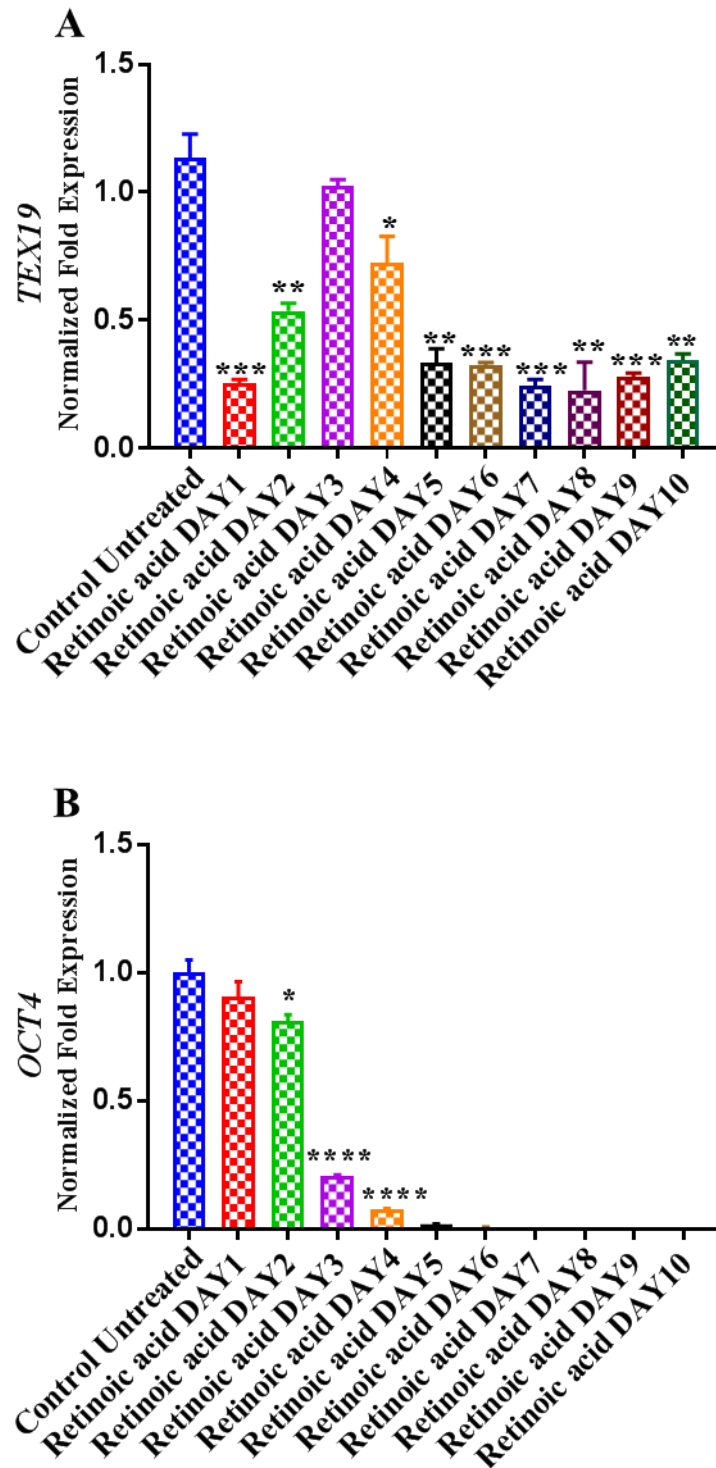 A
TEX19
Normalized Fold Expression
1.5
1.0
0.5
0.0
***
**
*
**
***
***
**
***
**
Control Untreated
Retinoic acid DAY1
Retinoic acid DAY2
Retinoic acid DAY3
Retinoic acid DAY4
Retinoic acid DAY5
Retinoic acid DAY6
Retinoic acid DAY7
Retinoic acid DAY8
Retinoic acid DAY9
Retinoic acid DAY10
B
OCT4
Normalized Fold Expression
1.5
1.0
0.5
0.0
*
****
****
Control Untreated
Retinoic acid DAY1
Retinoic acid DAY2
Retinoic acid DAY3
Retinoic acid DAY4
Retinoic acid DAY5
Retinoic acid DAY6
Retinoic acid DAY7
Retinoic acid DAY8
Retinoic acid DAY9
Retinoic acid DAY10